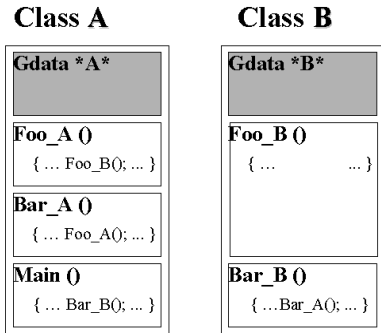 Class A
Gdata *A*
Foo_A ()
{ ... Foo_B(); ... }
Bar_A ()
{ ... Foo_A(); ... }
Main ()
{ ... Bar_B(); ... }
Class B
Gdata *B*
Foo_B ()
{ ... ... }
Bar_B ()
{ ...Bar_A(); ... }